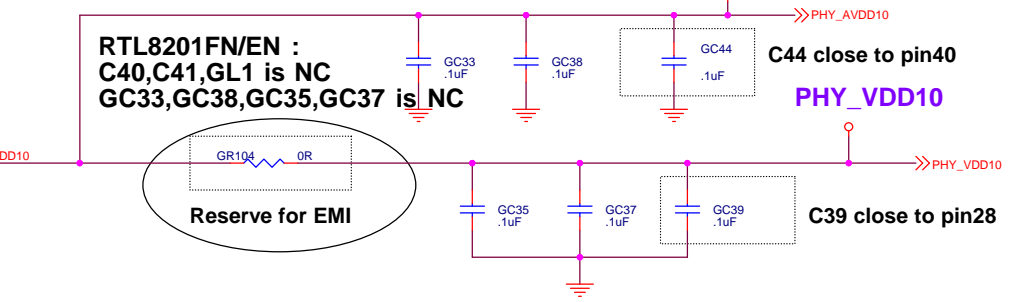 PHY_AVDD10
RTL8201FN/EN :
C40,C41,GL1 is NC
GC33,GC38,GC35,GC37 is NC
GC33
.1uF
GC38
.1uF
GC44
.1uF
C44 close to pin40
PHY_VDD10
DD10
GR104
0R
PHY_VDD10
Reserve for EMI
GC35
.1uF
GC37
.1uF
GC39
.1uF
C39 close to pin28